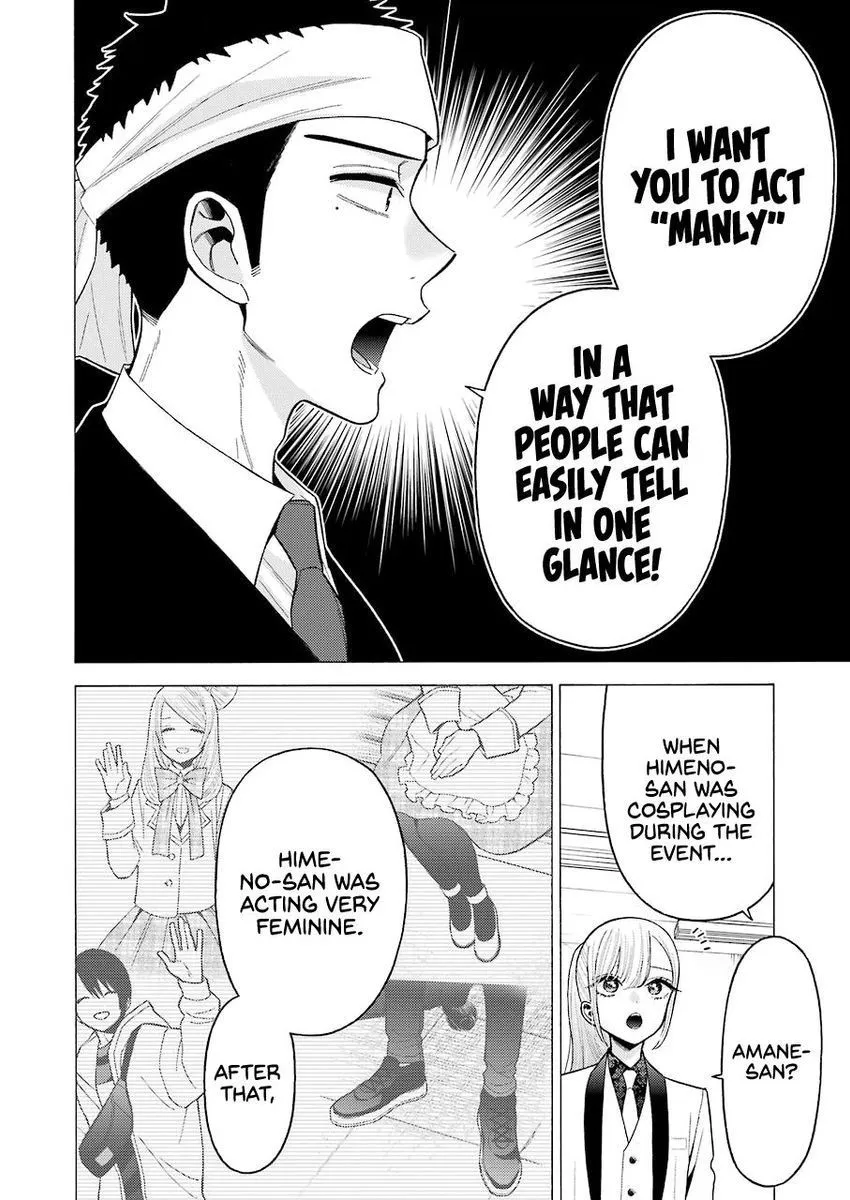 I WANT
YOU TO ACT
"MANLY"
IN A
WAY THAT
PEOPLE CAN
EASILY TELL
IN ONE
GLANCE!
WHEN
HIMENO-
SAN WAS
COSPLAYING
DURING THE
EVENT...
AMANE-
SAN?
HIME-
NO-SAN WAS
ACTING VERY
FEMININE.
AFTER
THAT,